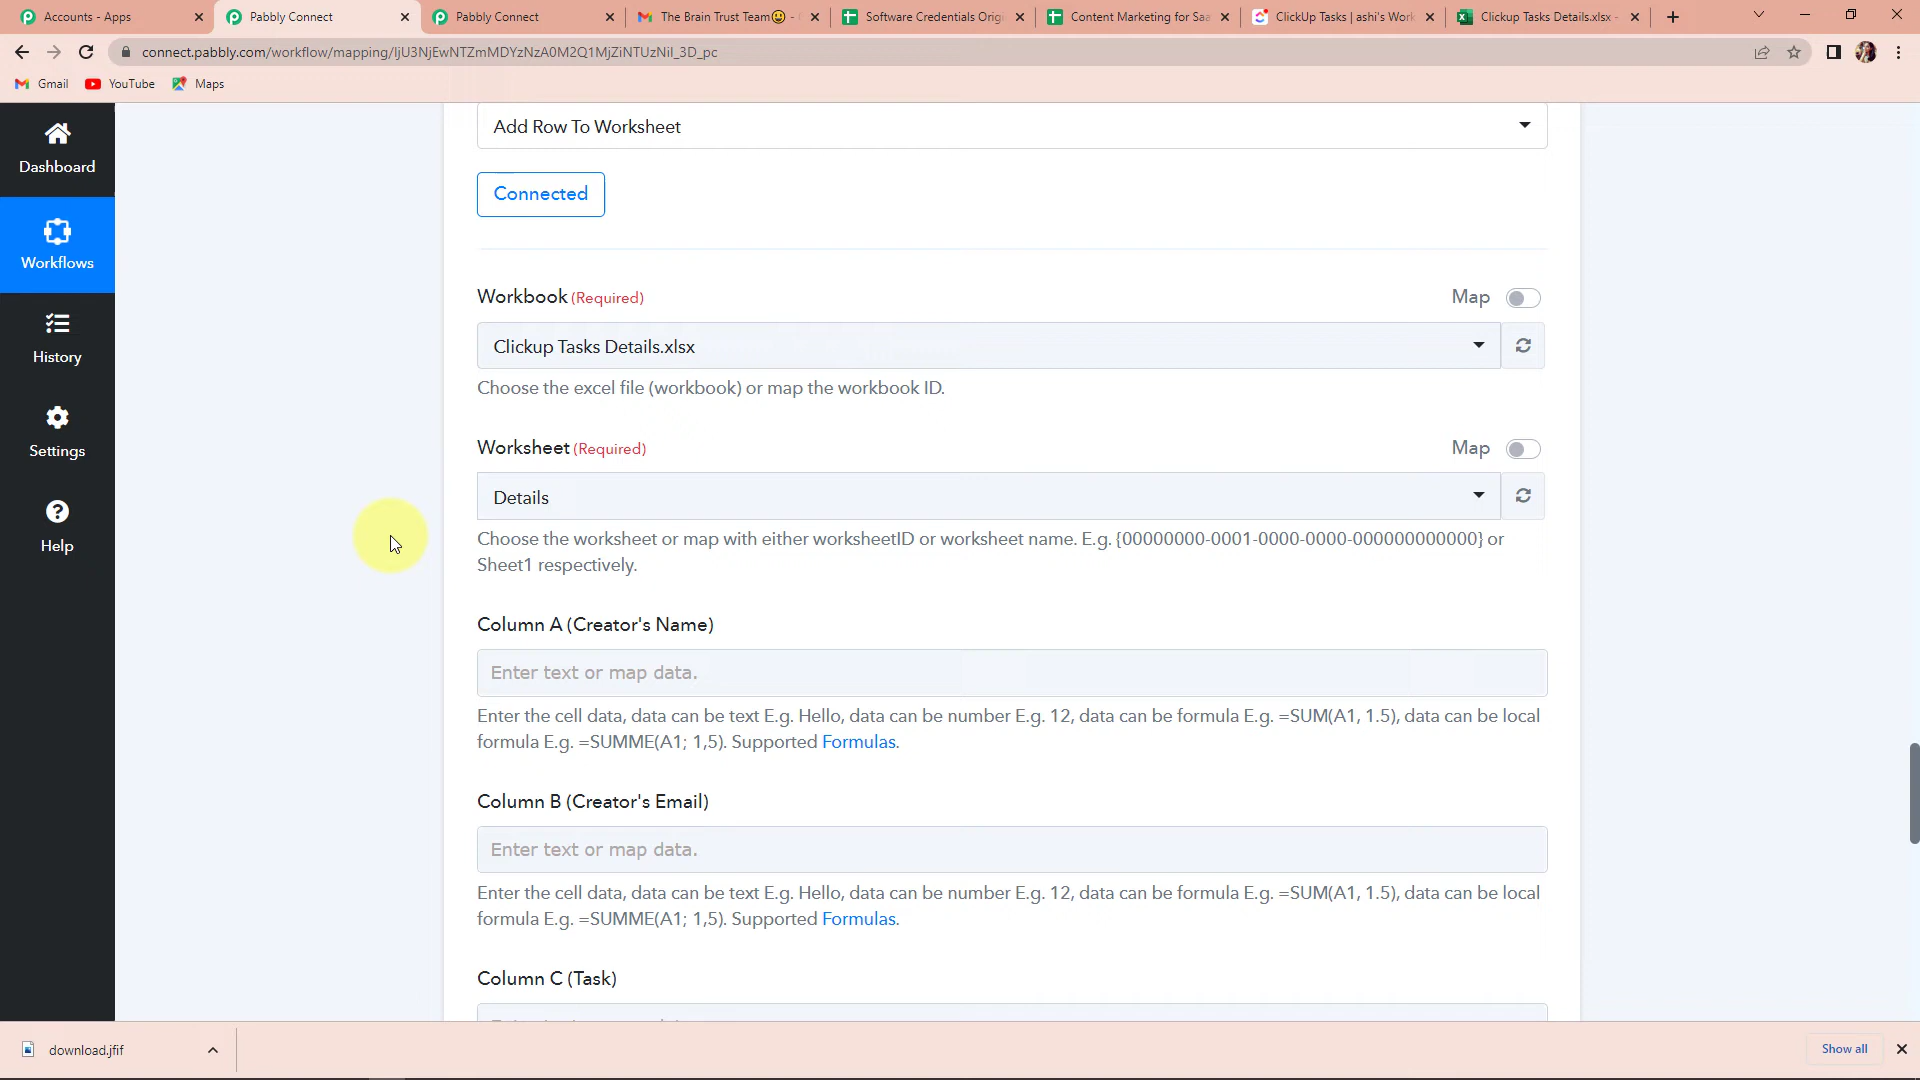 Accounts - Apps
Pabbly Connect
Pabbly Connect
The Brain Trust Team😃 -
Software Credentials Orig
Content Marketing for Saa
ClickUp Tasks | ashi's Work
Clickup Tasks Details.xlsx -
connect.pabbly.com/workflow/mapping/IjU3NjEwNTZmMDYzNzA0M2Q1MjZiNTUzNiI_3D_pc
Gmail
YouTube
Maps
Dashboard
Workflows
History
Settings
Help
Add Row To Worksheet
Connected
Workbook (Required)
Map
Clickup Tasks Details.xlsx
Choose the excel file (workbook) or map the workbook ID.
Worksheet (Required)
Map
Details
Choose the worksheet or map with either worksheetID or worksheet name. E.g. {00000000-0001-0000-0000-000000000000} or
Sheet1 respectively.
Column A (Creator's Name)
Enter text or map data.
Enter the cell data, data can be text E.g. Hello, data can be number E.g. 12, data can be formula E.g. =SUM(A1, 1.5), data can be local
formula E.g. =SUMME(A1; 1,5). Supported Formulas.
Column B (Creator's Email)
Enter text or map data.
Enter the cell data, data can be text E.g. Hello, data can be number E.g. 12, data can be formula E.g. =SUM(A1, 1.5), data can be local
formula E.g. =SUMME(A1; 1,5). Supported Formulas.
Column C (Task)
download.jfif
Show all